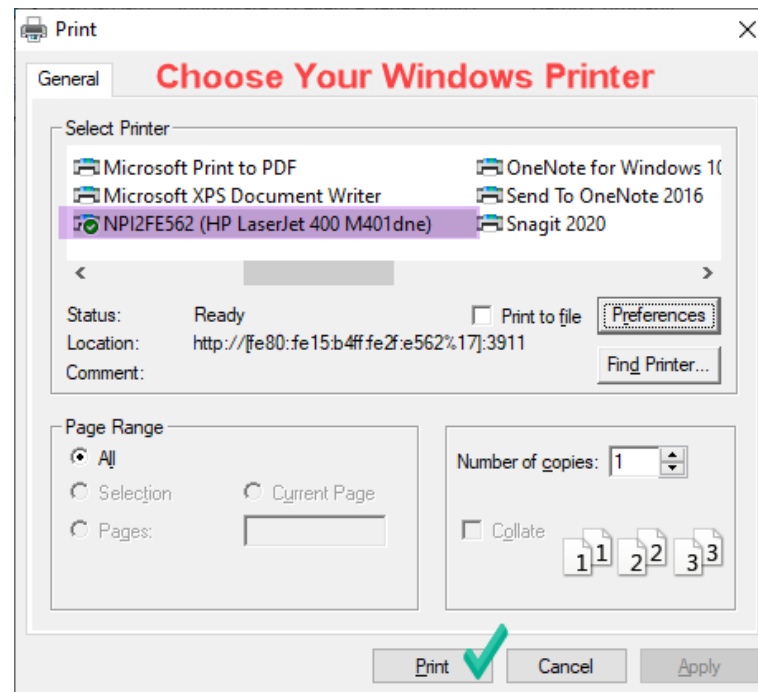 Print
General
Choose Your Windows Printer
Select Printer
Microsoft Print to PDF
OneNote for Windows 10
Microsoft XPS Document Writer
Send To OneNote 2016
NPI2FE562 (HP LaserJet 400 M401dne)
Snagit 2020
Status: Ready
Print to file
Preferences
Location: http://[fe80::fe15:b4ff:fe2f:e562%17]:3911
Comment:
Find Printer...
Page Range
All
Selection
Current Page
Pages:
Number of copies: 1
Collate
1 1 2 2 3 3
Print
Cancel
Apply